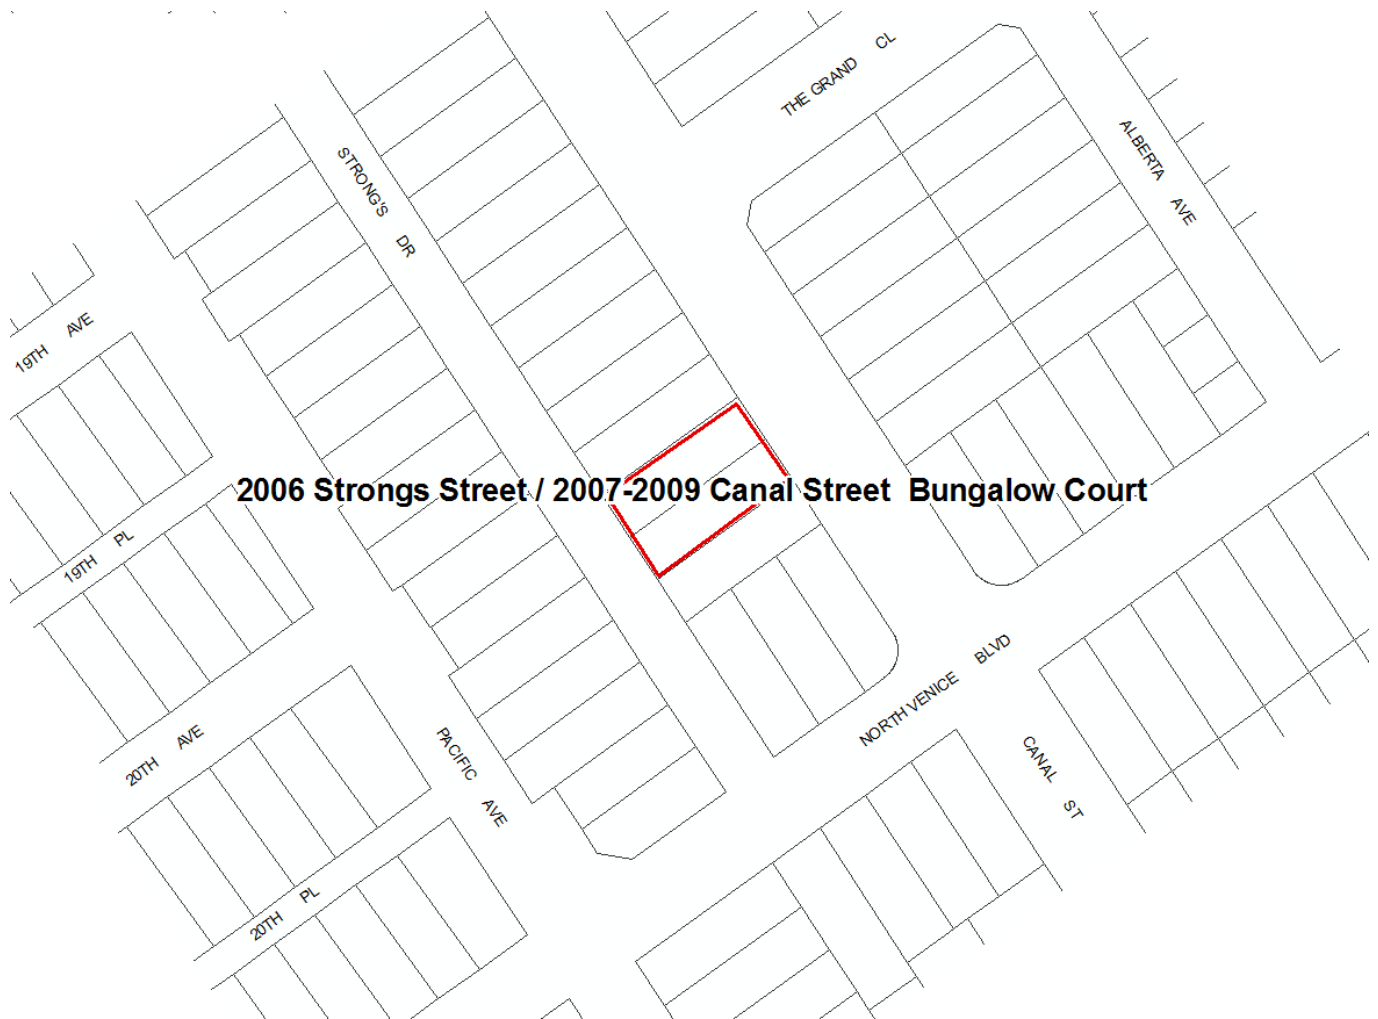 THE GRAND CL
ALBERTA AVE
STRONG'S DR
19TH AVE
2006 Strongs Street / 2007-2009 Canal Street Bungalow Court
19TH PL
NORTH VENICE BLVD
20TH AVE
PACIFIC AVE
CANAL ST
20TH PL